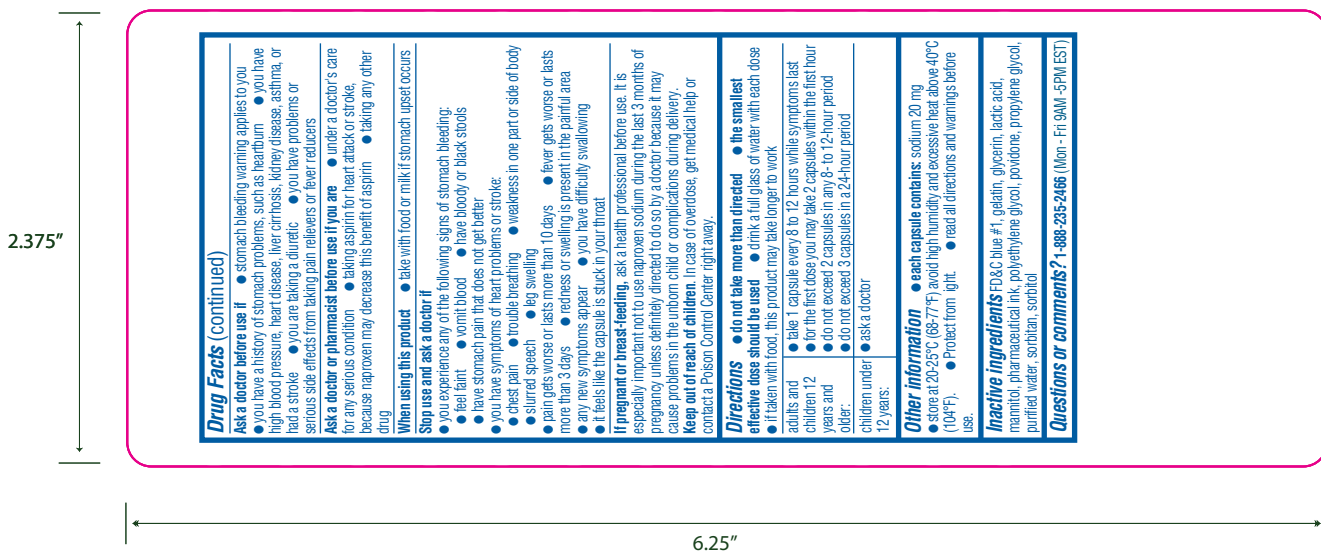 Drug Facts (continued)
Ask a doctor before use if ● stomach bleeding warning applies to you
● you have a history of stomach problems, such as heartburn ● you have
high blood pressure, heart disease, liver cirrhosis, kidney disease, asthma, or
had a stroke ● you are taking a diuretic ● you have problems or
serious side effects from taking pain relievers or fever reducers
Ask a doctor or pharmacist before use if you are ● under a doctor's care
for any serious condition ● taking aspirin for heart attack or stroke,
because naproxen may decrease this benefit of aspirin ● taking any other
drug
When using this product ● take with food or milk if stomach upset occurs
Stop use and ask a doctor if
● you experience any of the following signs of stomach bleeding:
● feel faint ● vomit blood ● have bloody or black stools
● have stomach pain that does not get better
● you have symptoms of heart problems or stroke:
● chest pain ● trouble breathing ● weakness in one part or side of body
● slurred speech ● leg swelling
● pain gets worse or lasts more than 10 days ● fever gets worse or lasts
more than 3 days ● redness or swelling is present in the painful area
● any new symptoms appear ● you have difficulty swallowing
● it feels like the capsule is stuck in your throat
If pregnant or breast-feeding, ask a health professional before use. It is
especially important not to use naproxen sodium during the last 3 months of
pregnancy unless definitely directed to do so by a doctor because it may
cause problems in the unborn child or complications during delivery.
Keep out of reach of children. In case of overdose, get medical help or
contact a Poison Control Center right away.
Directions ● do not take more than directed ● the smallest
effective dose should be used ● drink a full glass of water with each dose
● if taken with food, this product may take longer to work
adults and
children 12
years and
older:
● take 1 capsule every 8 to 12 hours while symptoms last
● for the first dose you may take 2 capsules within the first hour
● do not exceed 2 capsules in any 8- to 12-hour period
● do not exceed 3 capsules in a 24-hour period
children under
12 years:
● ask a doctor
Other information ● each capsule contains: sodium 20 mg
● store at 20-25°C (68-77°F) avoid high humidity and excessive heat above 40°C
(104°F). ● Protect from ight. ● read all directions and warnings before
use.
Inactive ingredients FD&C blue #1, gelatin, glycerin, lactic acid,
mannitol, pharmaceutical ink, polyethylene glycol, povidone, propylene glycol,
purified water, sorbitan, sorbitol
Questions or comments? 1-888-235-2466 (Mon - Fri 9AM -5PM EST)
2.375"
6.25"